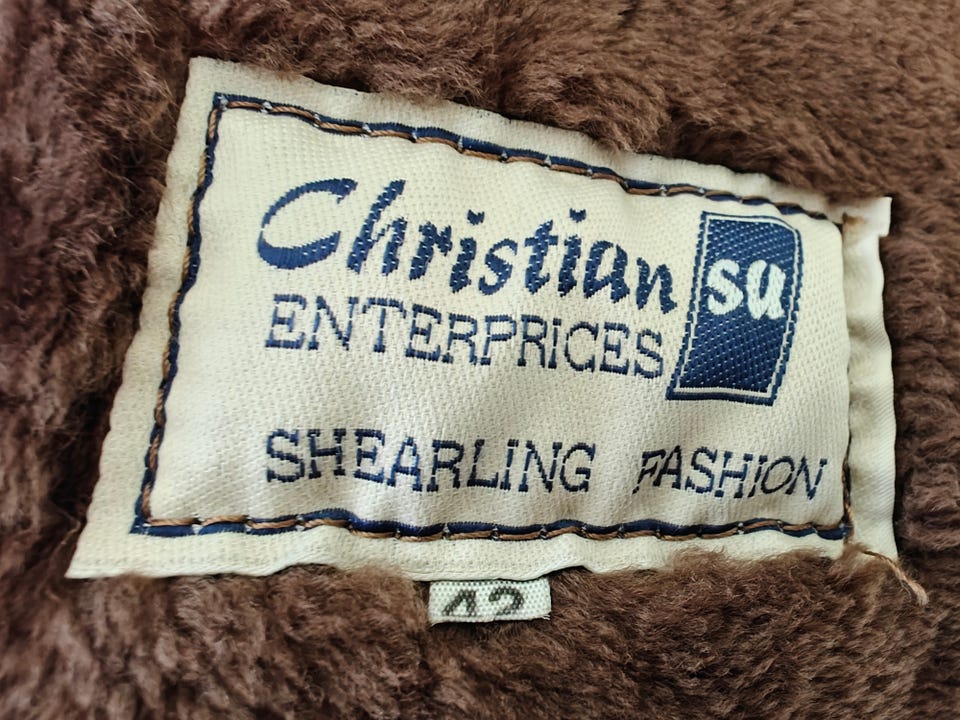 Christian su
ENTERPRICES
SHEARLING FASHION
42